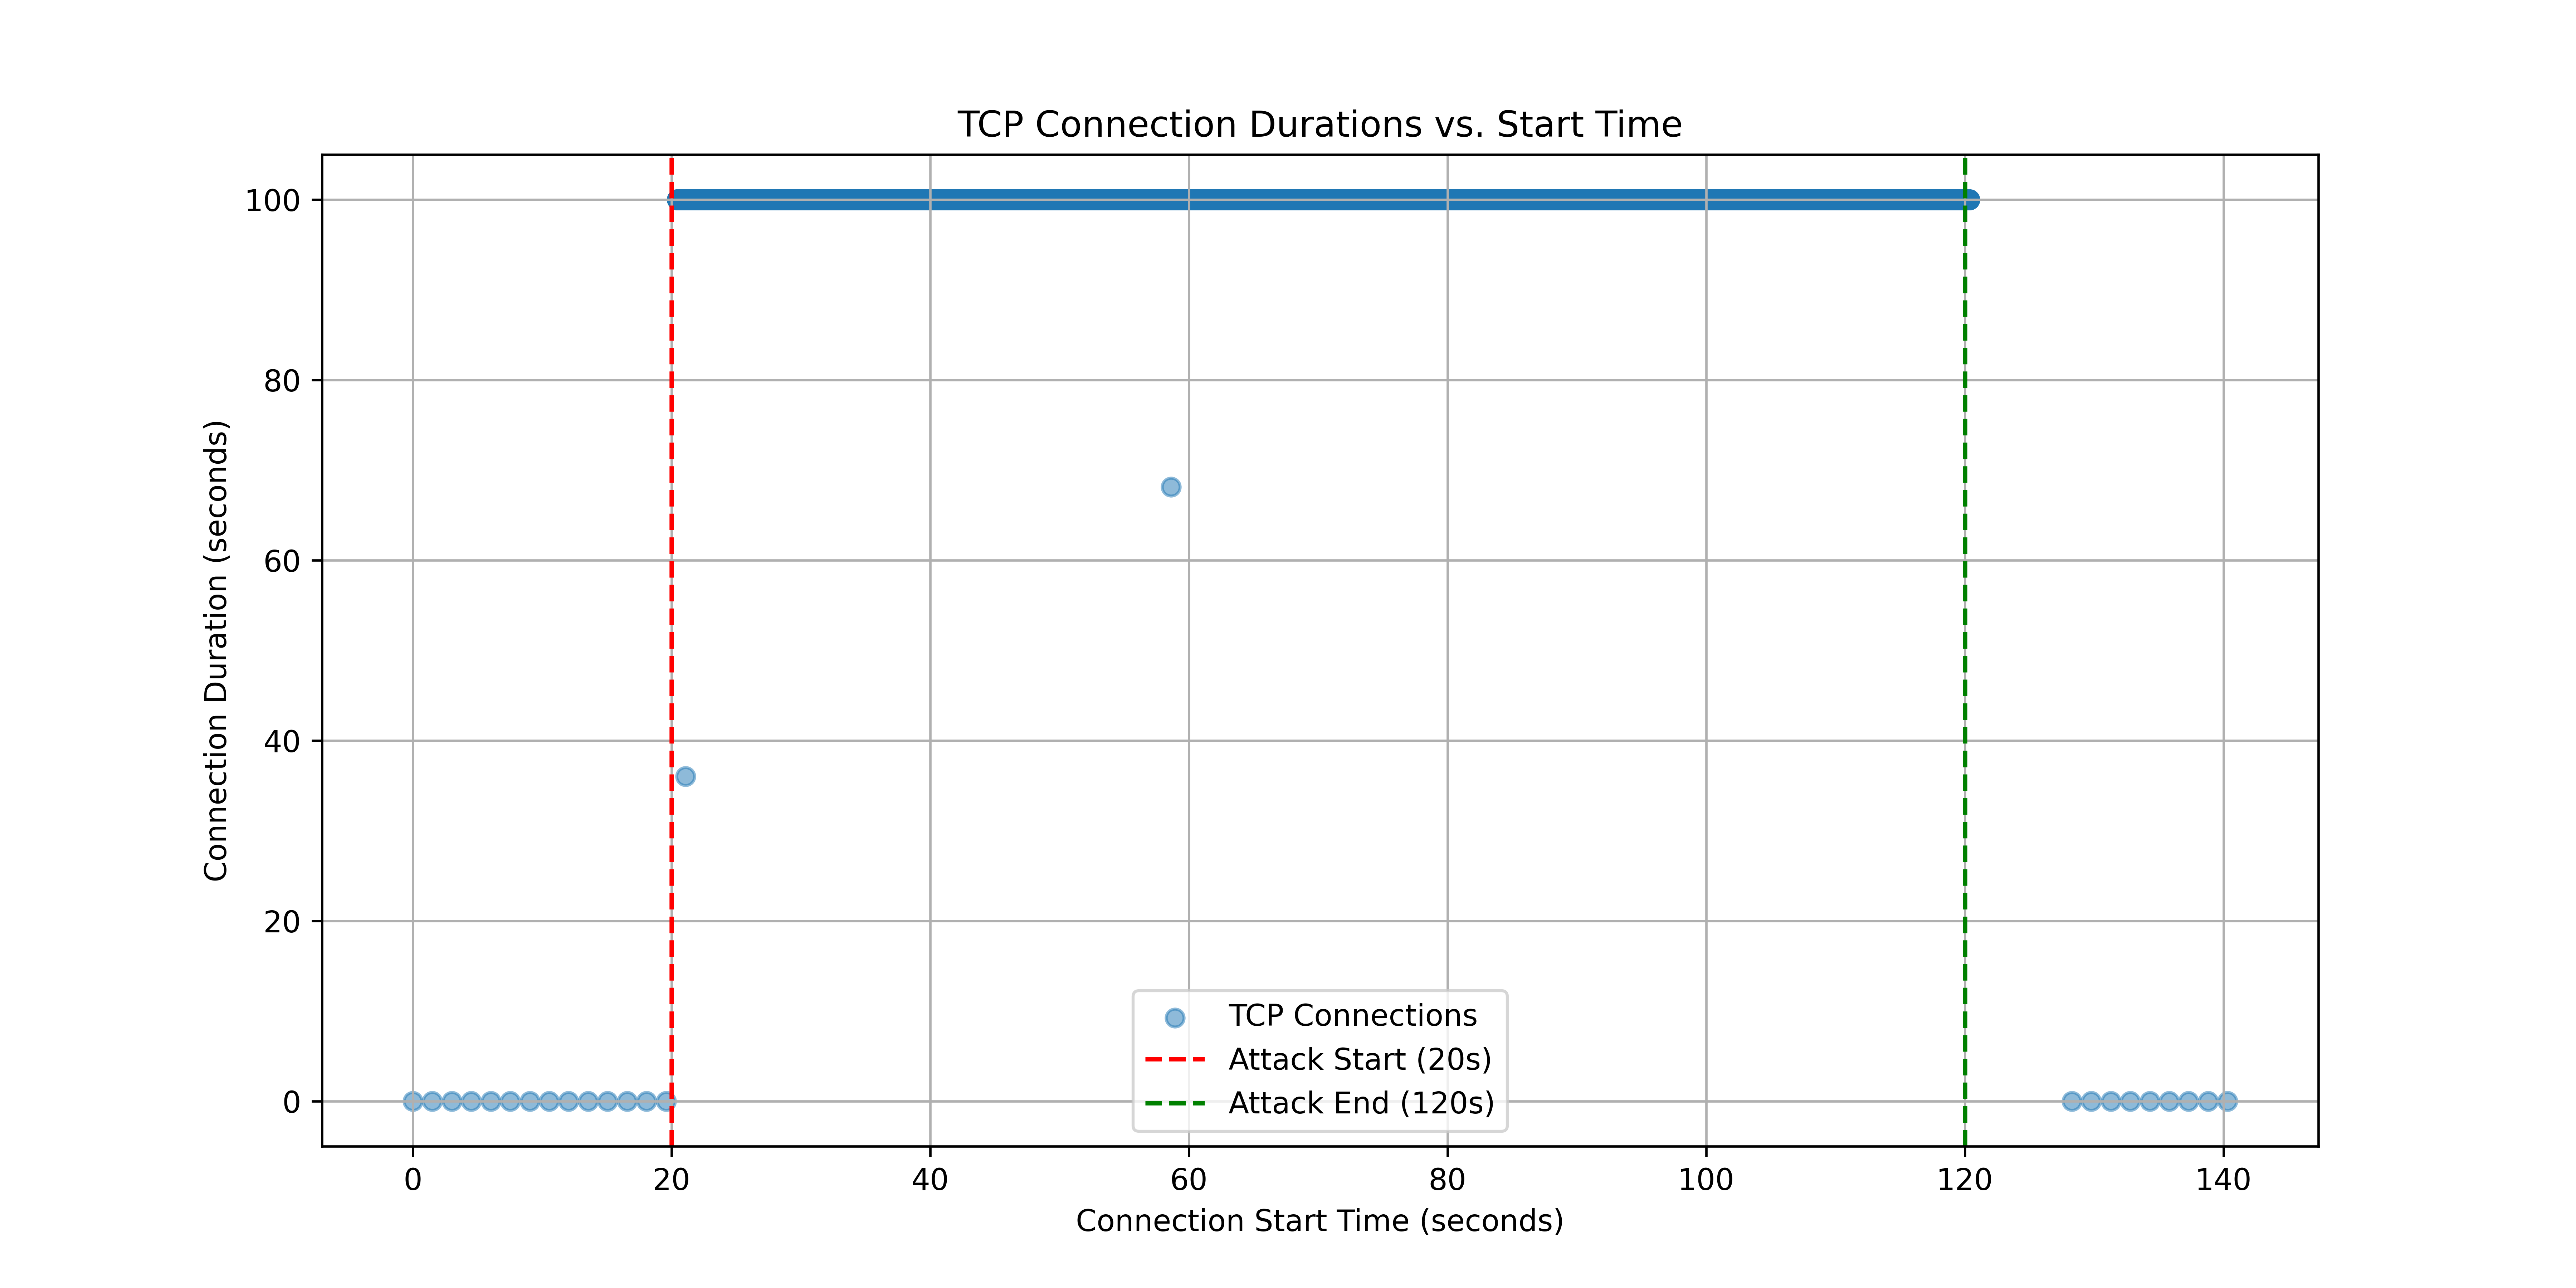 TCP Connection Durations vs. Start Time
Connection Duration (seconds)
100
80
60
40
20
0
TCP Connections
Attack Start (20s)
Attack End (120s)
0 20 40 60 80 100 120 140
Connection Start Time (seconds)